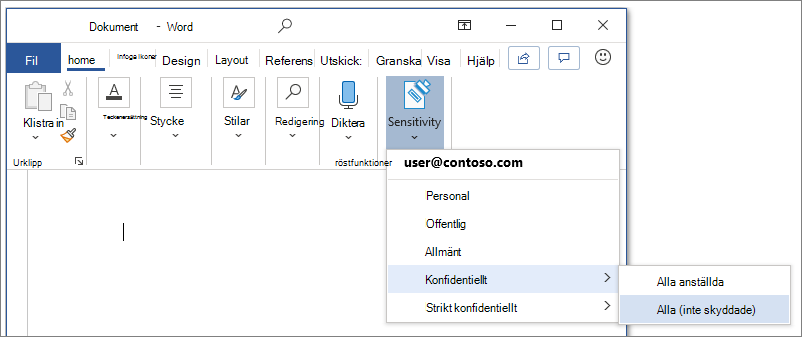 Dokument - Word
Fil home Infoga Ikoner Design Layout Referens Utskick: Granska Visa Hjälp
Klistra in Teckenersättning Stycke Stilar Redigering Diktera Sensitivity
Urklipp röstfunktioner
user@contoso.com
Personal
Offentlig
Allmänt
Konfidentiellt
Alla anställda
Strikt konfidentiellt
Alla (inte skyddade)